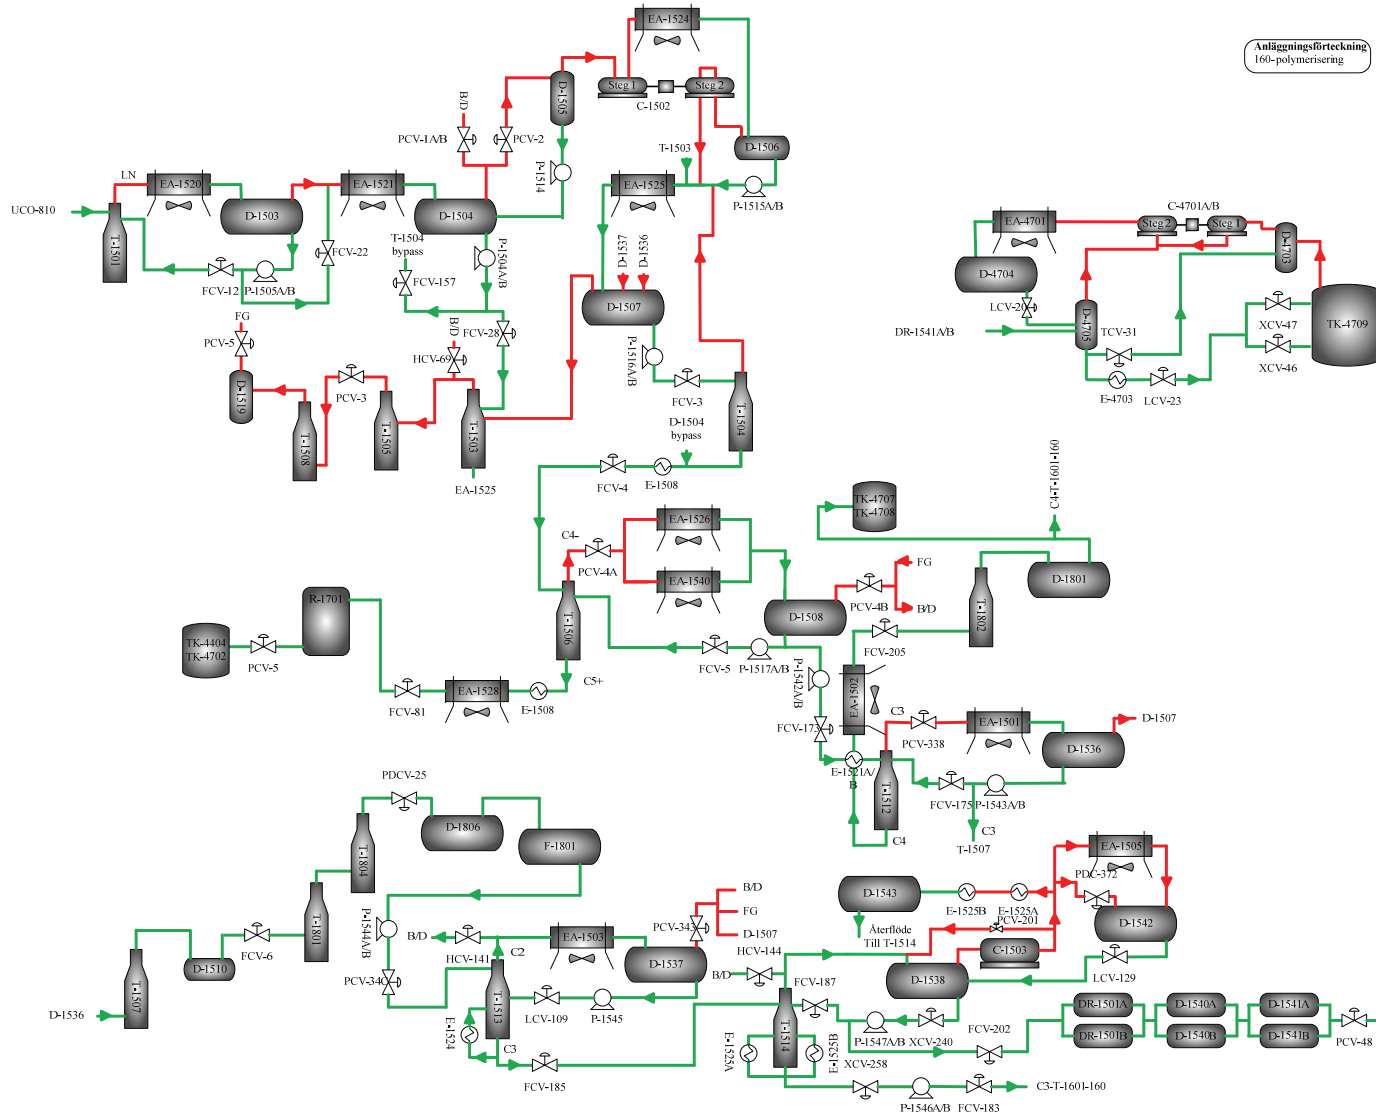 Anläggningsförteckning
160-polymerisering
EA-1524
D-1505
Steg 1
Steg 2
C-1502
B/D
PCV-1A/B
PCV-2
P-1514
T-1503
D-1506
P-1515A/B
LN
EA-1520
EA-1521
EA-1525
UCO-810
T-1501
D-1503
D-1504
FCV-22
FCV-12
P-1505A/B
T-1504
bypass
P-1504A/B
FCV-157
D-1537
D-1536
D-1507
C-4701A/B
EA-4701
Steg 2
Steg 1
D-4703
D-4704
LCV-20
D-4705
TCV-31
DR-1541A/B
XCV-47
TK-4709
XCV-46
E-4703
LCV-23
FG
PCV-5
B/D
HCV-69
FCV-28
P-1516A/B
FCV-3
D-1519
PCV-3
T-1508
T-1505
T-1503
EA-1525
T-1504
D-1504
bypass
FCV-4
E-1508
TK-4707
TK-4708
C4-T-1601-160
EA-1526
C4-
PCV-4A
EA-1540
D-1801
T-1802
FG
PCV-4B
B/D
D-1508
R-1701
TK-4404
TK-4702
PCV-5
T-1506
FCV-5
P-1517A/B
FCV-205
P-1542A/B
EA-1502
C5+
EA-1528
E-1508
FCV-81
FCV-173
C3
PCV-338
EA-1501
D-1507
D-1536
E-1521A/
B
T-1512
FCV-175
P-1543A/B
C4
C3
T-1507
PDCV-25
D-1806
F-1801
T-1804
EA-1505
PDC-372
D-1543
E-1525B
E-1525A
PCV-201
D-1542
Återflöde
Till T-1514
C-1503
LCV-129
B/D
FG
D-1507
PCV-343
P-1544A/B
B/D
HCV-141
C2
EA-1503
D-1537
HCV-144
B/D
T-1801
FCV-6
D-1510
T-1507
D-1536
PCV-340
T-1513
LCV-109
P-1545
E-1524
C3
FCV-185
FCV-187
D-1538
T-1514
E-1525A
E-1525B
P-1547A/B
XCV-240
XCV-258
FCV-202
DR-1501A
DR-1501B
D-1540A
D-1540B
D-1541A
D-1541B
PCV-48
P-1546A/B
FCV-183
C3-T-1601-160